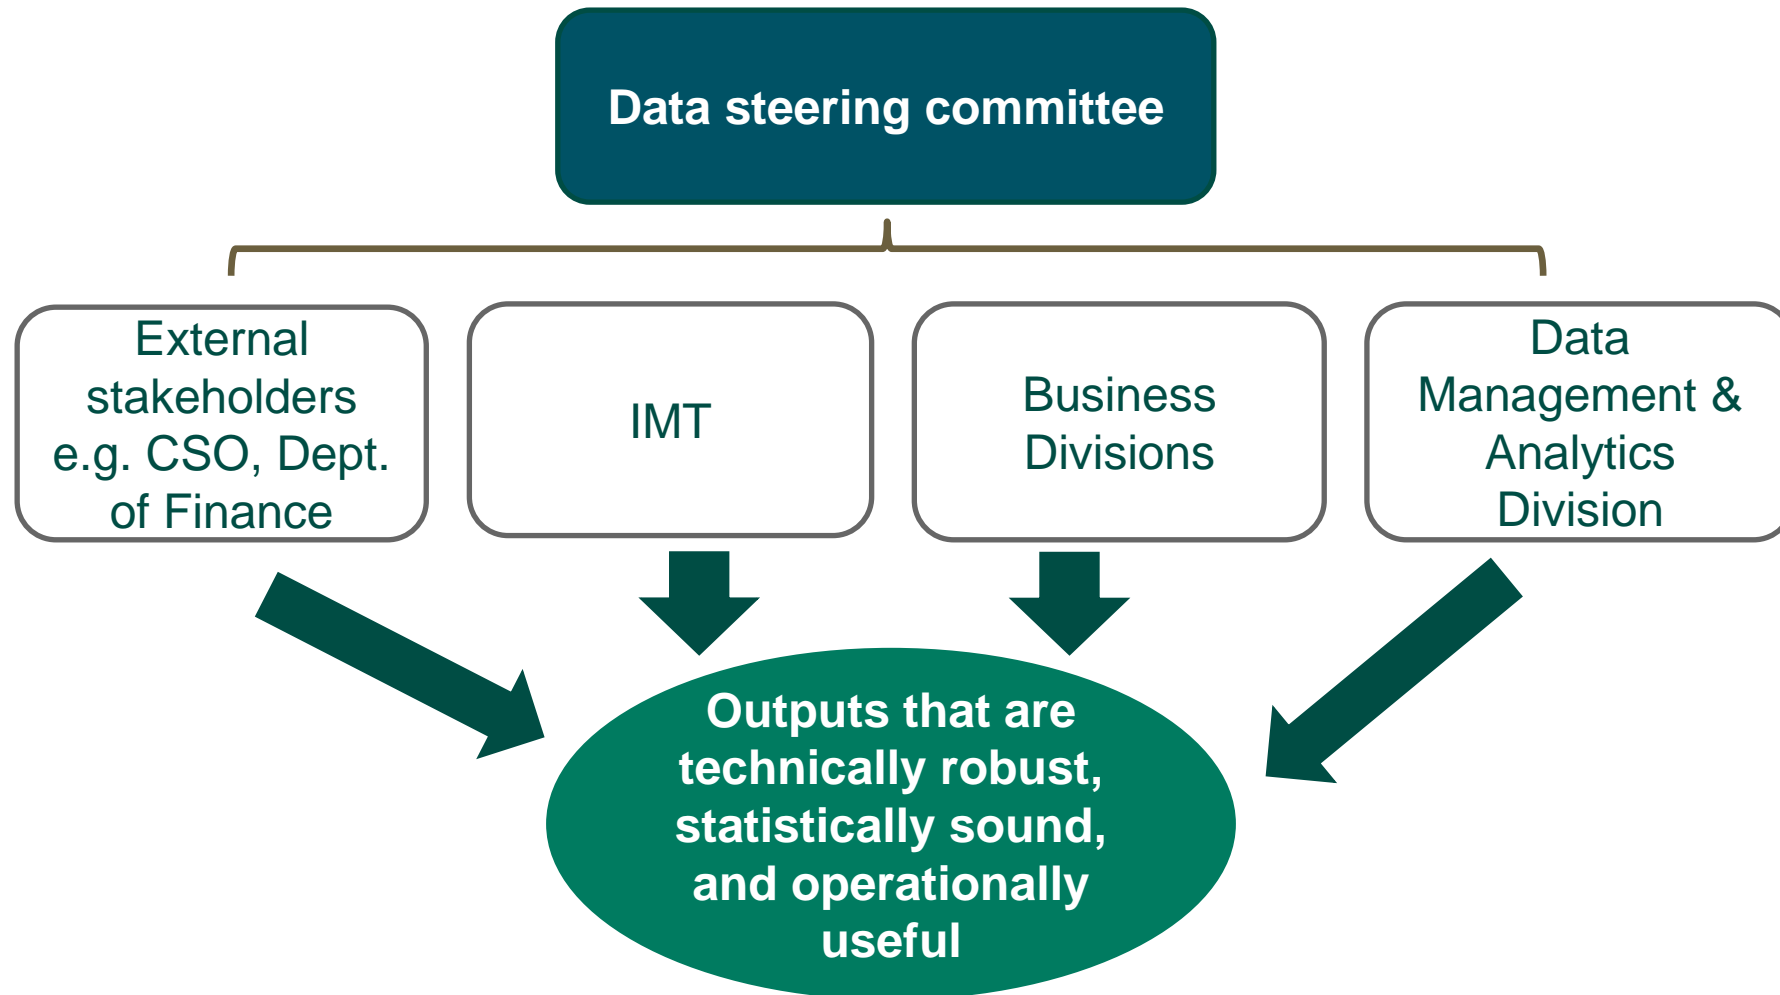 Data steering committee
External
stakeholders
e.g. CSO, Dept.
of Finance
IMT
Business
Divisions
Data
Management &
Analytics
Division
Outputs that are
technically robust,
statistically sound,
and operationally
useful